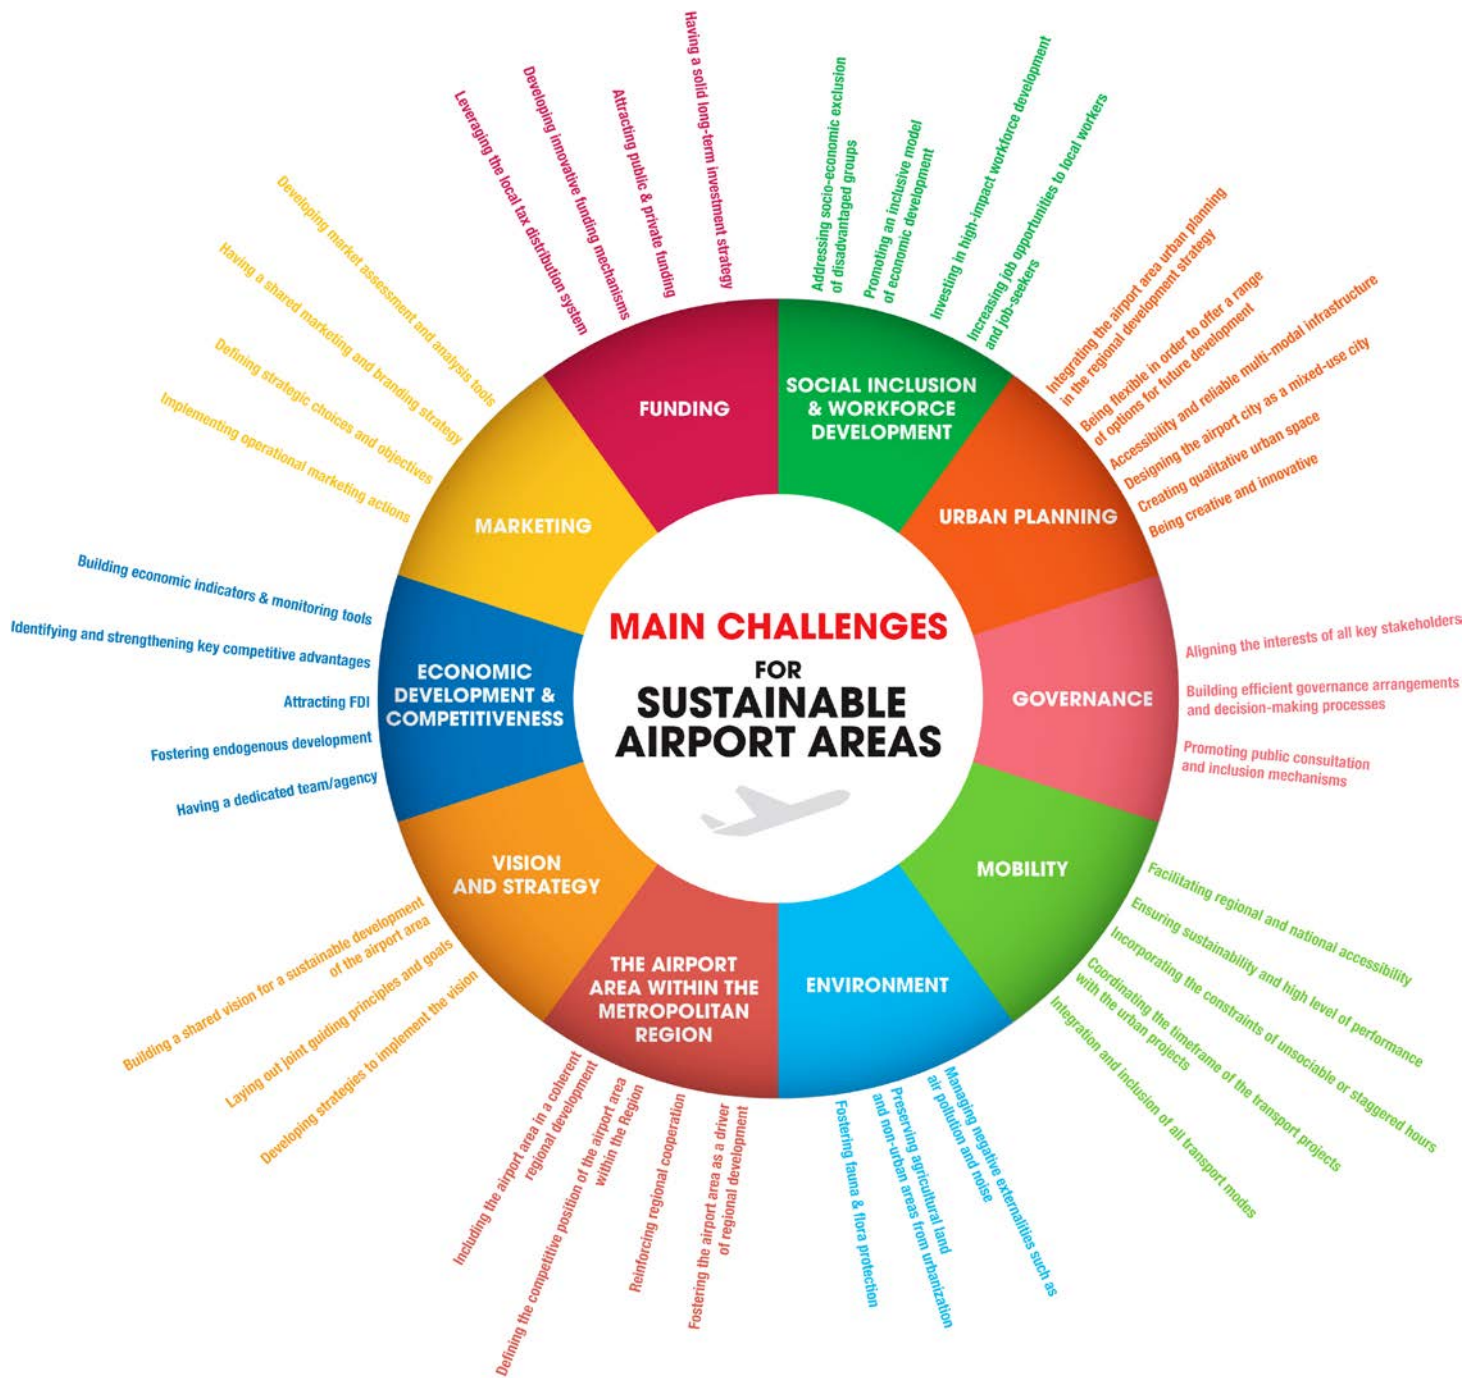 MAIN CHALLENGES
FOR
SUSTAINABLE
AIRPORT AREAS
SOCIAL INCLUSION
& WORKFORCE
DEVELOPMENT
Addressing socio-economic exclusion
of disadvantaged groups
Promoting an inclusive model
of economic development
Investing in high-impact workforce development
Increasing job opportunities to local workers
and job-seekers
URBAN PLANNING
Integrating the airport area urban planning
in the regional development strategy
Being flexible in order to offer a range
of options for future development
Accessibility and reliable multi-modal infrastructure
Designing the airport city as a mixed-use city
Creating qualitative urban space
Being creative and innovative
GOVERNANCE
Aligning the interests of all key stakeholders
Building efficient governance arrangements
and decision-making processes
Promoting public consultation
and inclusion mechanisms
MOBILITY
Facilitating regional and national accessibility
Ensuring sustainability and high level of performance
Incorporating the constraints of unsociable or staggered hours
Coordinating the timeframe of the transport projects
with the urban projects
Integration and inclusion of all transport modes
ENVIRONMENT
Managing negative externalities such as
air pollution and noise
Preserving agricultural land
and non-urban areas from urbanization
Fostering fauna & flora protection
THE AIRPORT
AREA WITHIN THE
METROPOLITAN
REGION
Fostering the airport area as a driver
of regional development
Reinforcing regional cooperation
Defining the competitive position of the airport area
within the Region
Including the airport area in a coherent
regional development
VISION
AND STRATEGY
Developing strategies to implement the vision
Laying out joint guiding principles and goals
Building a shared vision for a sustainable development
of the airport area
ECONOMIC
DEVELOPMENT &
COMPETITIVENESS
Having a dedicated team/agency
Fostering endogenous development
Attracting FDI
Identifying and strengthening key competitive advantages
Building economic indicators & monitoring tools
MARKETING
Implementing operational marketing actions
Defining strategic choices and objectives
Having a shared marketing and branding strategy
Developing market assessment and analysis tools
FUNDING
Leveraging the local tax distribution system
Developing innovative funding mechanisms
Attracting public & private funding
Having a solid long-term investment strategy